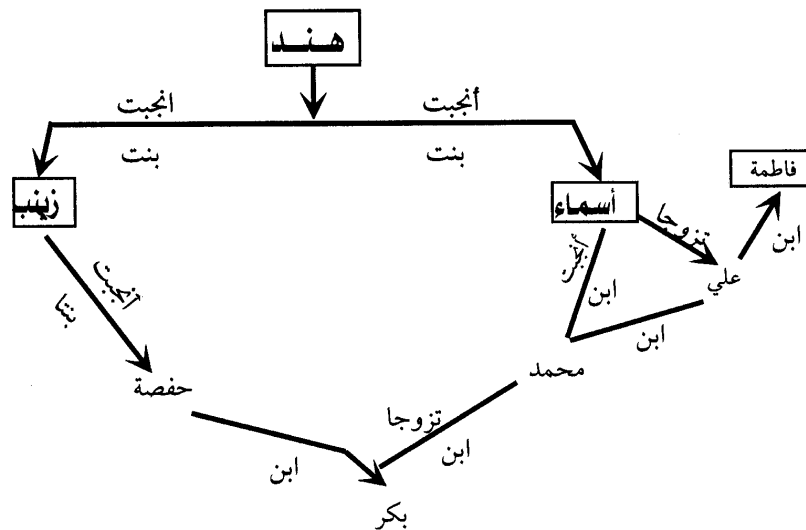 هند
أنجبت
انجبت
بنت
بنت
فاطمة
أسماء
زينب
تزوجا
ابن
أنجبت
ابن
علي
ابن
أنجبت
بنتا
محمد
حفصة
تزوجا
ابن
ابن
بكر